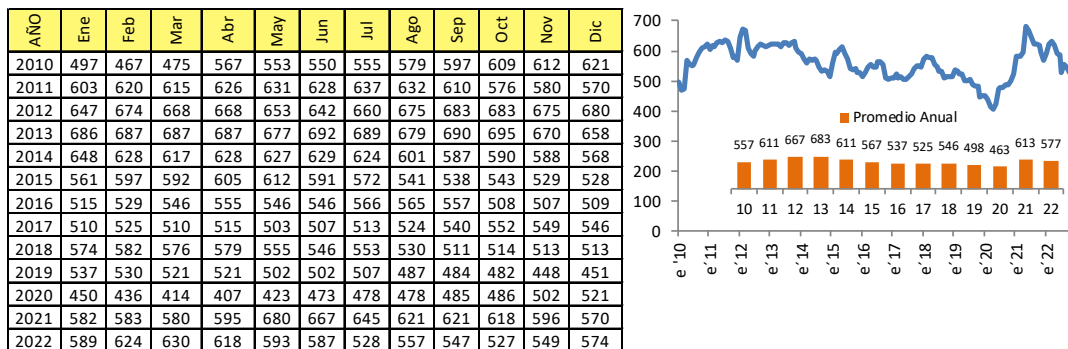 AÑO Ene Feb Mar Abr May Jun Jul Ago Sep Oct Nov Dic
2010 497 467 475 567 553 550 555 579 597 609 612 621
2011 603 620 615 626 631 628 637 632 610 576 580 570
2012 647 674 668 668 653 642 660 675 683 683 675 680
2013 686 687 687 687 677 692 689 679 690 695 670 658
2014 648 628 617 628 627 629 624 601 587 590 588 568
2015 561 597 592 605 612 591 572 541 538 543 529 528
2016 515 529 546 555 546 546 566 565 557 508 507 509
2017 510 525 510 515 503 507 513 524 540 552 549 546
2018 574 582 576 579 555 546 553 530 511 514 513 513
2019 537 530 521 521 502 502 507 487 484 482 448 451
2020 450 436 414 407 423 473 478 478 485 486 502 521
2021 582 583 580 595 680 667 645 621 621 618 596 570
2022 589 624 630 618 593 587 528 557 547 527 549 574
700
600
500
400
300
200
100
0
Promedio Anual
557 611 667 683 611 567 537 525 546 498 463 613 577
10 11 12 13 14 15 16 17 18 19 20 21 22
e '10 e´11 e´12 e´13 e´14 e´15 e´16 e´17 e´18 e´19 e´20 e´21 e´22